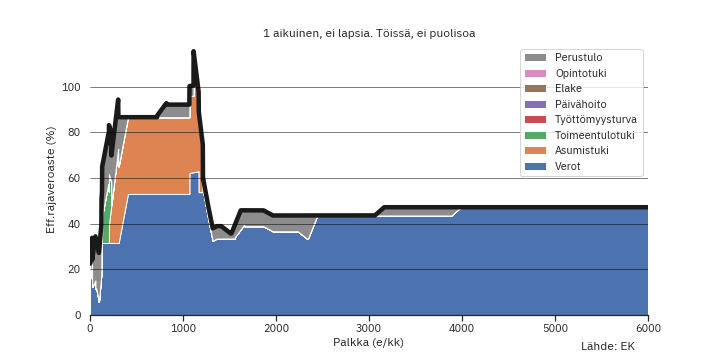 1 aikuinen, ei lapsia. Töissä, ei puolisoa
Eff.rajaveroaste (%)
100
80
60
40
20
0
Perustulo
Opintotuki
Elake
Päivähoito
Työttömyysturva
Toimeentulotuki
Asumistuki
Verot
0 1000 2000 3000 4000 5000 6000
Palkka (e/kk)
Lähde: EK